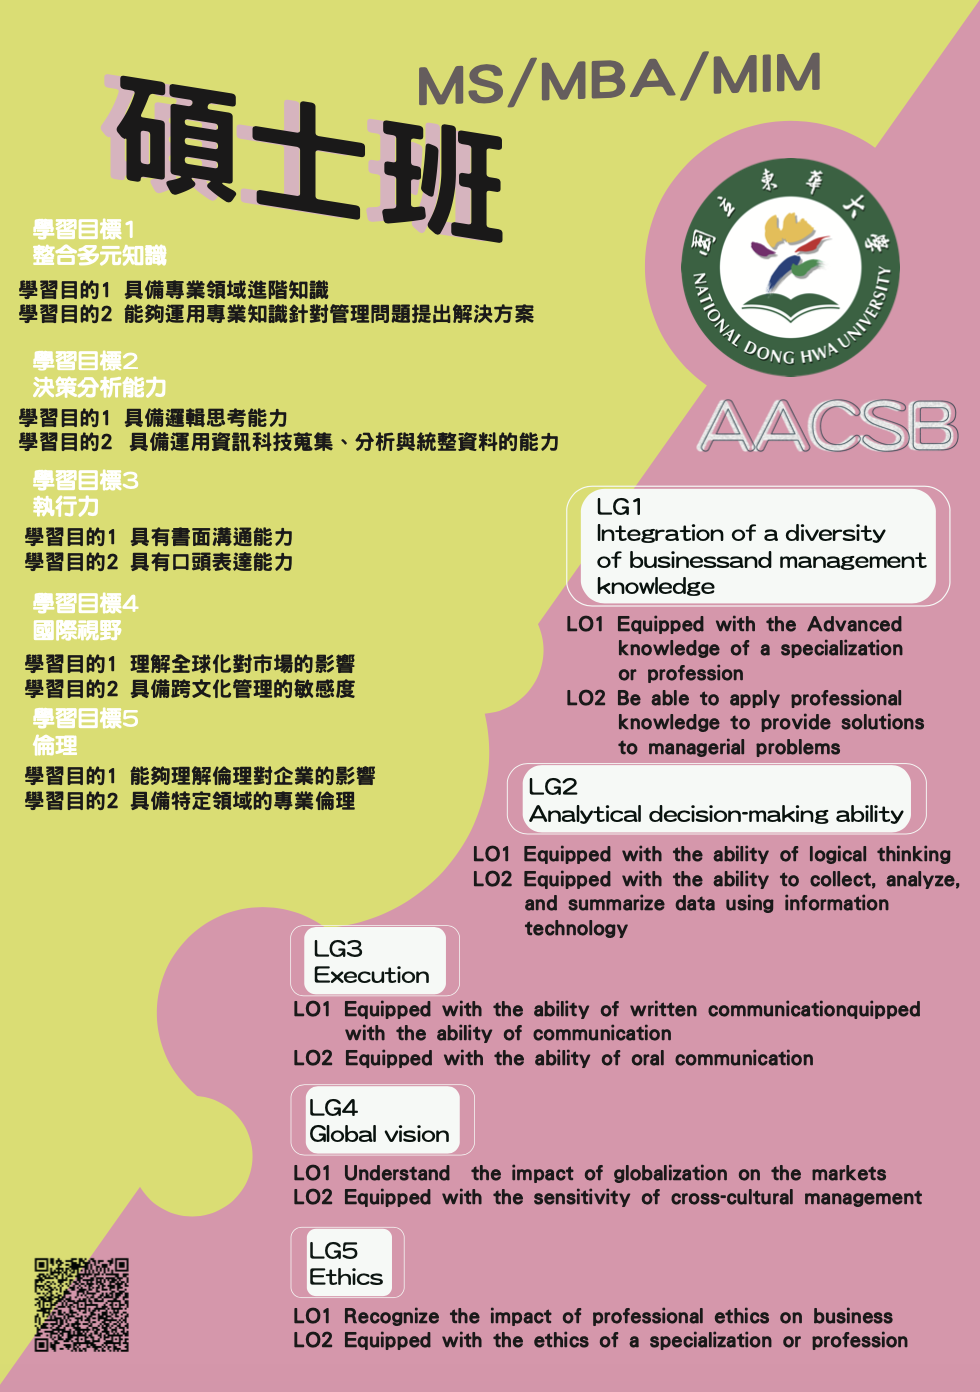 MS/MBA/MIM
碩士班
國立東華大學
NATIONAL DONG HWA UNIVERSITY
AACSB
學習目標1
整合多元知識
學習目的1 具備專業領域進階知識
學習目的2 能夠運用專業知識針對管理問題提出解決方案
學習目標2
決策分析能力
學習目的1 具備邏輯思考能力
學習目的2 具備運用資訊科技蒐集、分析與統整資料的能力
學習目標3
執行力
學習目的1 具有書面溝通能力
學習目的2 具有口頭表達能力
學習目標4
國際視野
學習目的1 理解全球化對市場的影響
學習目的2 具備跨文化管理的敏感度
學習目標5
倫理
學習目的1 能夠理解倫理對企業的影響
學習目的2 具備特定領域的專業倫理
LG1
Integration of a diversity
of businessand management
knowledge
LO1 Equipped with the Advanced
knowledge of a specialization
or profession
LO2 Be able to apply professional
knowledge to provide solutions
to managerial problems
LG2
Analytical decision-making ability
LO1 Equipped with the ability of logical thinking
LO2 Equipped with the ability to collect, analyze,
and summarize data using information
technology
LG3
Execution
LO1 Equipped with the ability of written communicationquipped
with the ability of communication
LO2 Equipped with the ability of oral communication
LG4
Global vision
LO1 Understand the impact of globalization on the markets
LO2 Equipped with the sensitivity of cross-cultural management
LG5
Ethics
LO1 Recognize the impact of professional ethics on business
LO2 Equipped with the ethics of a specialization or profession